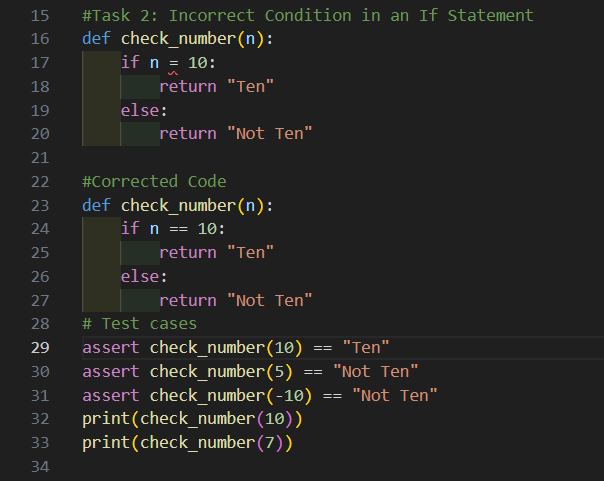 15 #Task 2: Incorrect Condition in an If Statement
16 def check_number(n):
17     if n = 10:
18         return "Ten"
19     else:
20         return "Not Ten"
21
22 #Corrected Code
23 def check_number(n):
24     if n == 10:
25         return "Ten"
26     else:
27         return "Not Ten"
28 # Test cases
29 assert check_number(10) == "Ten"
30 assert check_number(5) == "Not Ten"
31 assert check_number(-10) == "Not Ten"
32 print(check_number(10))
33 print(check_number(7))
34